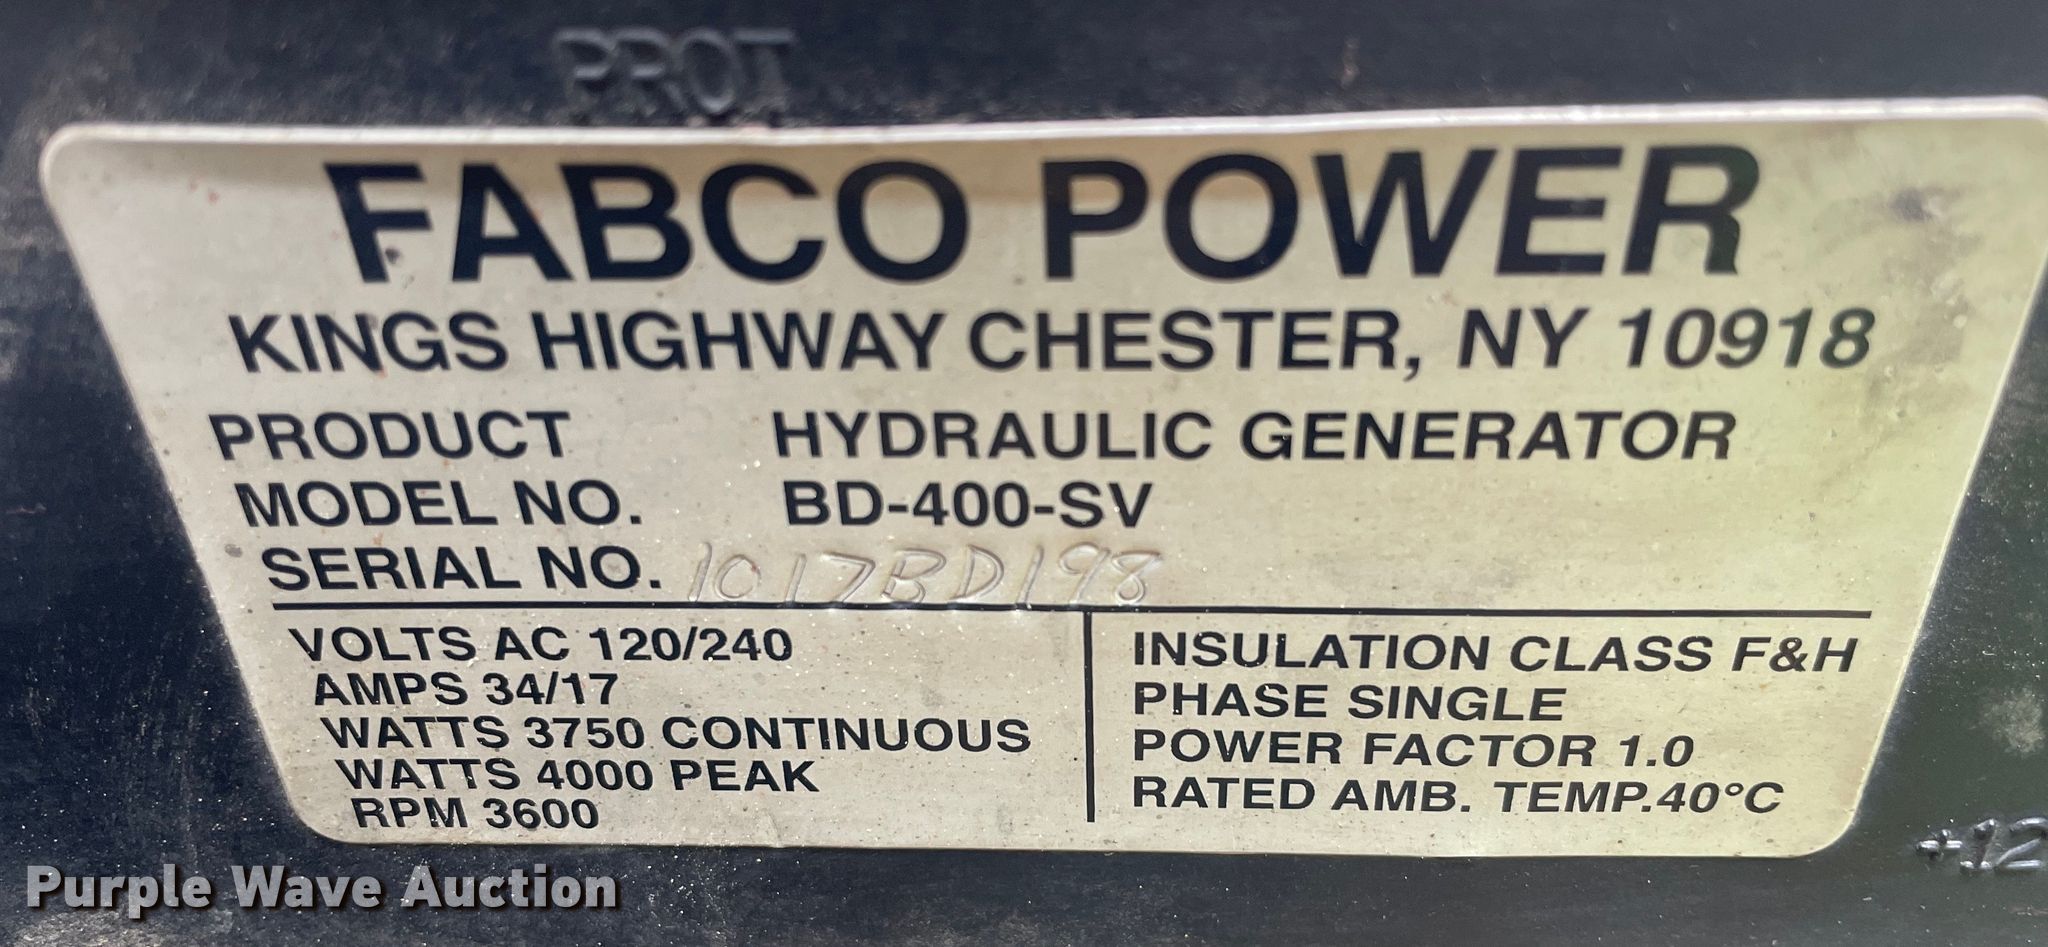 PROT
FABCO POWER
KINGS HIGHWAY CHESTER, NY 10918
PRODUCT HYDRAULIC GENERATOR
MODEL NO. BD-400-SV
SERIAL NO. 1017BD198
VOLTS AC 120/240
AMPS 34/17
WATTS 3750 CONTINUOUS
WATTS 4000 PEAK
RPM 3600
INSULATION CLASS F&H
PHASE SINGLE
POWER FACTOR 1.0
RATED AMB. TEMP.40°C
+12
Purple Wave Auction